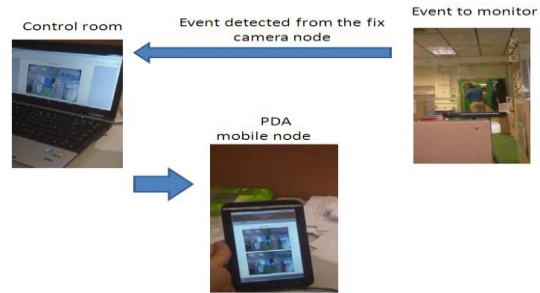 Control room
Event detected from the fix
camera node
Event to monitor
PDA
mobile node